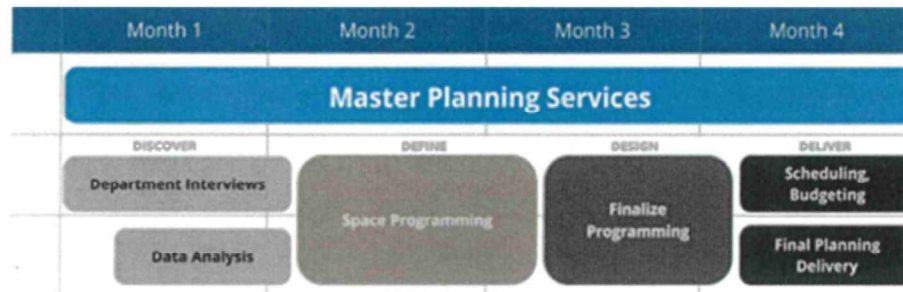 Month 1 Month 2 Month 3 Month 4
Master Planning Services
DISCOVER DEFINE DESIGN DELIVER
Department Interviews
Data Analysis
Space Programming
Finalize
Programming
Scheduling,
Budgeting
Final Planning
Delivery